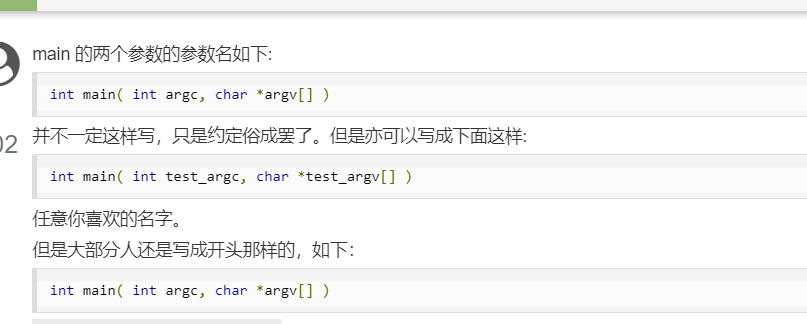 main 的两个参数的参数名如下:
int main( int argc, char *argv[] )
02
并不一定这样写，只是约定俗成罢了。但是亦可以写成下面这样:
int main( int test_argc, char *test_argv[] )
任意你喜欢的名字。
但是大部分人还是写成开头那样的，如下：
int main( int argc, char *argv[] )